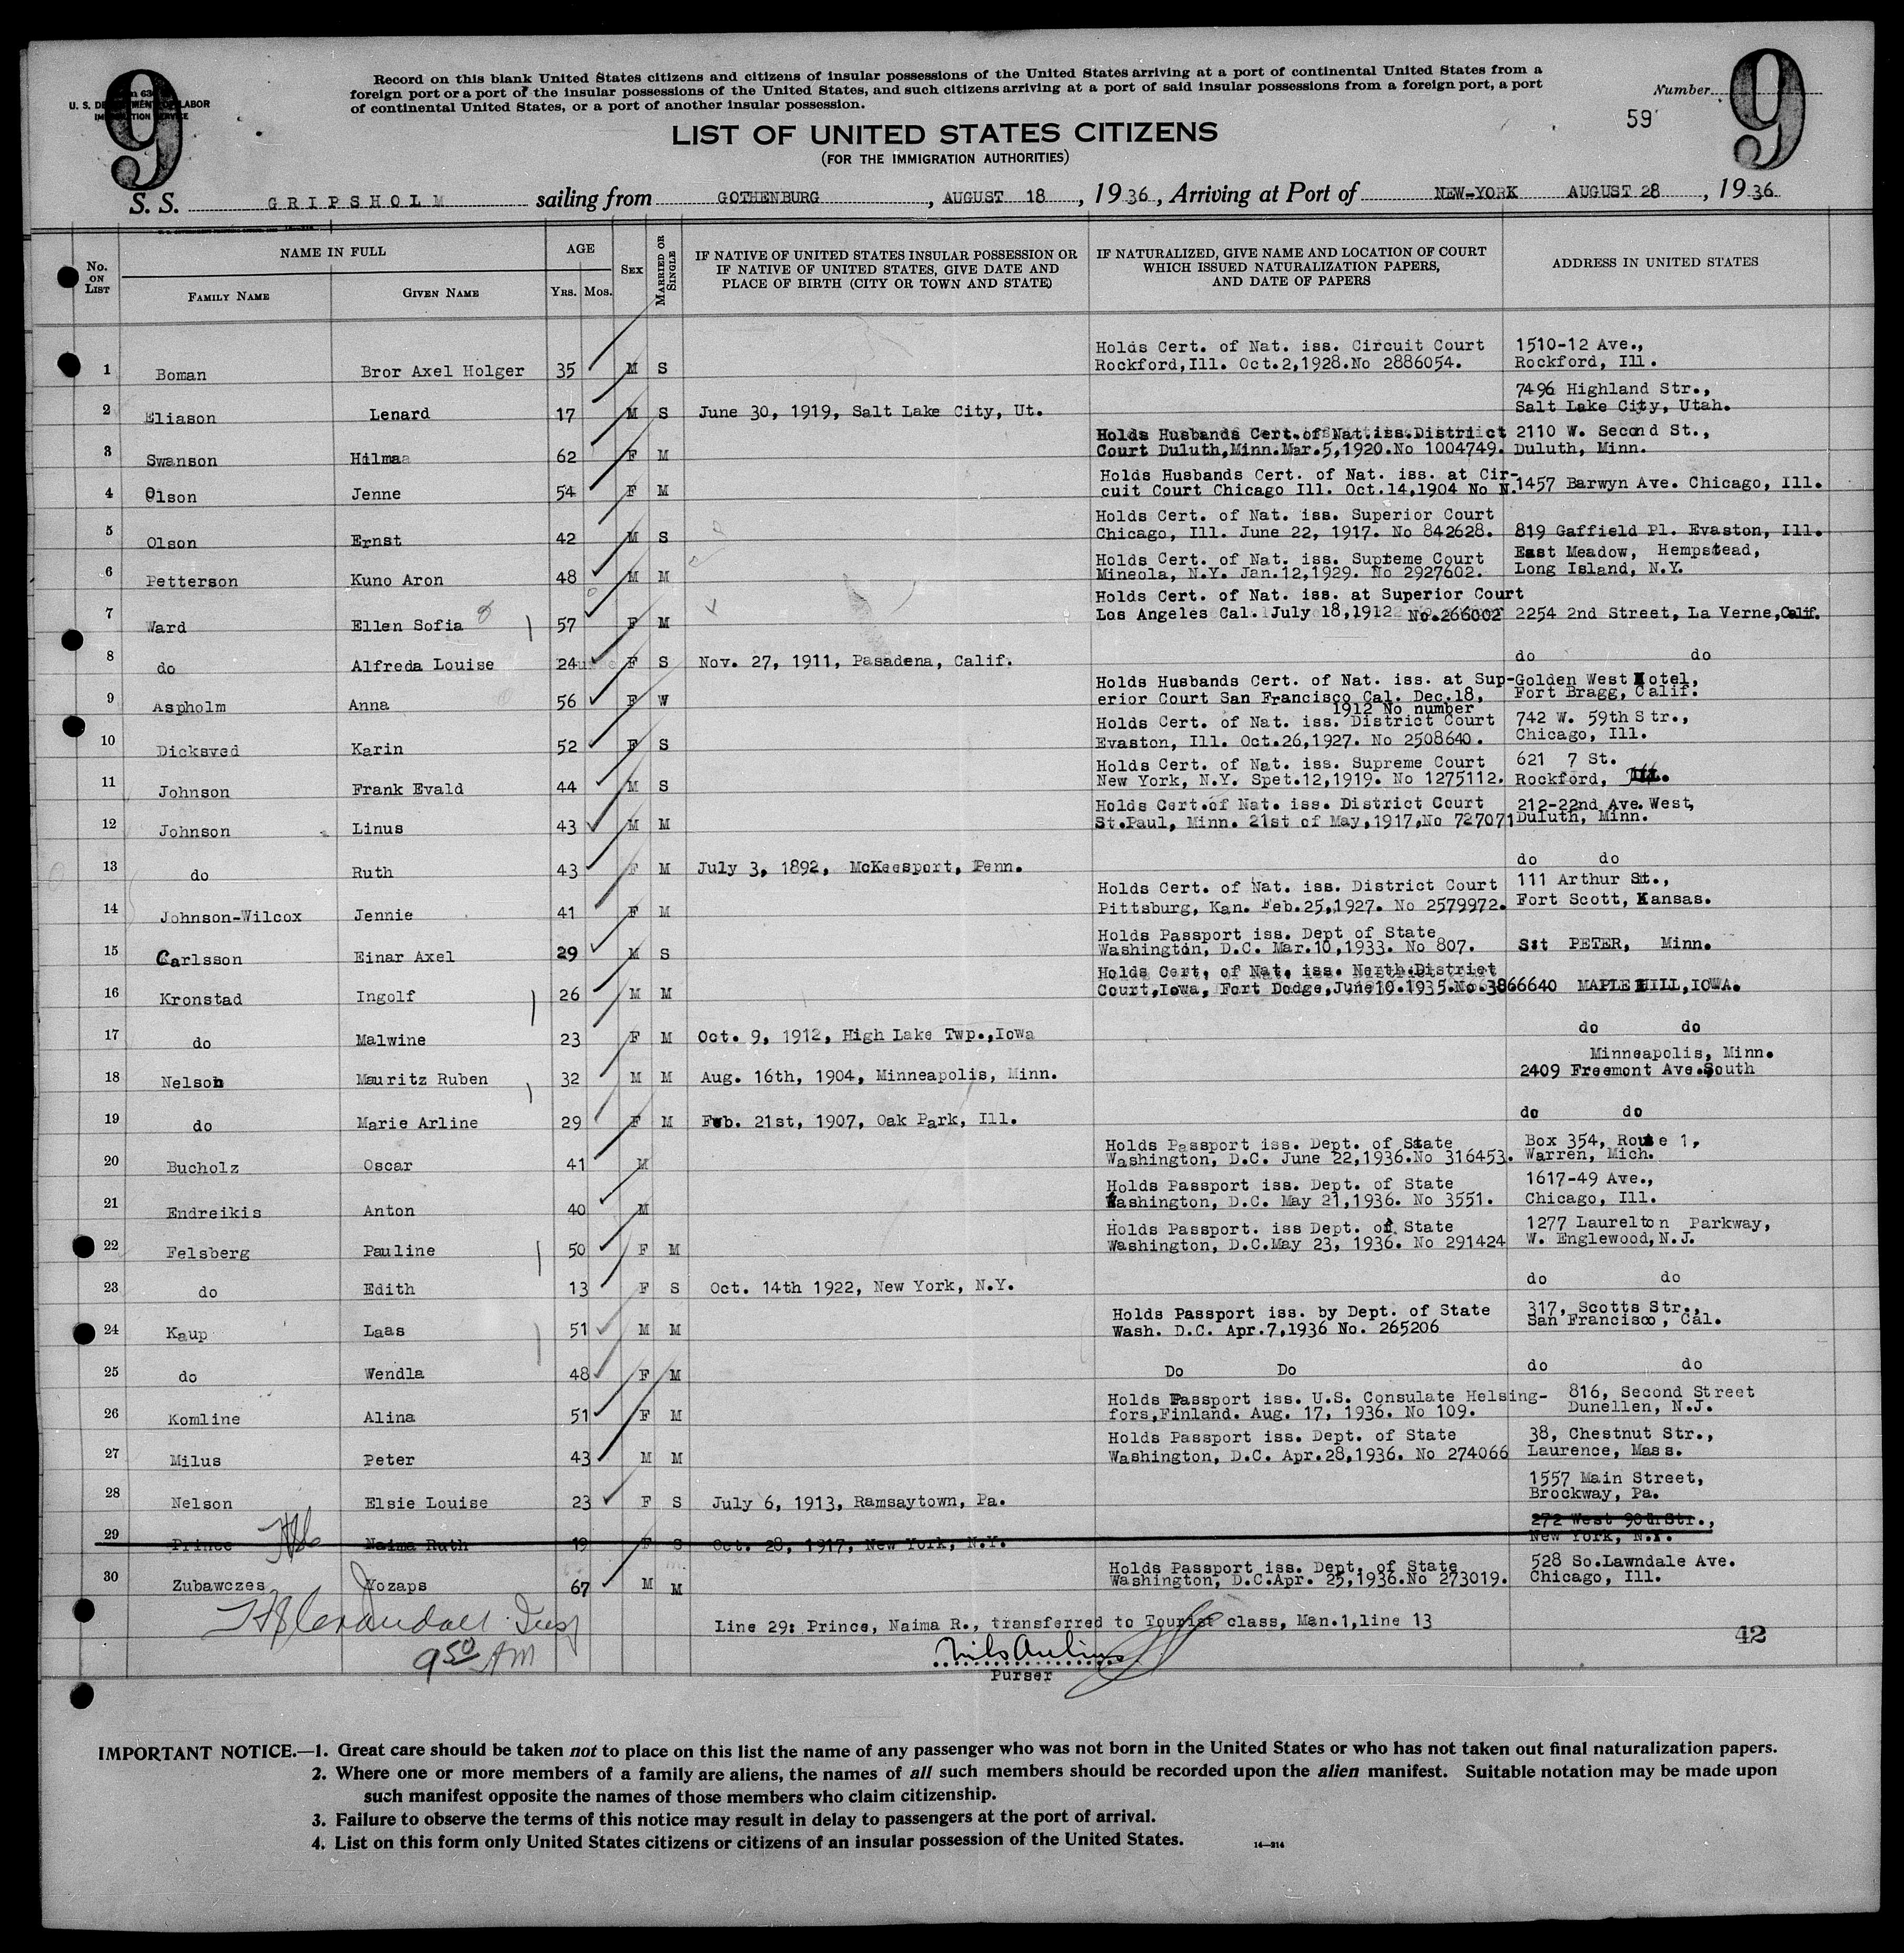 9
U. S. DEPARTMENT OF LABOR
IMMIGRATION SERVICE
Record on this blank United States citizens and citizens of insular possessions of the United States arriving at a port of continental United States from a
foreign port or a port of the insular possessions of the United States, and such citizens arriving at a port of said insular possessions from a foreign port, a port
of continental United States, or a port of another insular possession.
Number
9
59
LIST OF UNITED STATES CITIZENS
(FOR THE IMMIGRATION AUTHORITIES)
S. S. GRIPSHOLM sailing from GOTHENBURG, AUGUST 18, 1936, Arriving at Port of NEW-YORK AUGUST 28, 1936
No. ON LIST
NAME IN FULL
FAMILY NAME
GIVEN NAME
AGE
YRS. MOS.
SEX
MARRIED OR SINGLE
IF NATIVE OF UNITED STATES INSULAR POSSESSION OR
IF NATIVE OF UNITED STATES, GIVE DATE AND
PLACE OF BIRTH (CITY OR TOWN AND STATE)
IF NATURALIZED, GIVE NAME AND LOCATION OF COURT
WHICH ISSUED NATURALIZATION PAPERS,
AND DATE OF PAPERS
ADDRESS IN UNITED STATES
Holds Cert. of Nat. iss. Circuit Court 1510-12 Ave.,
1 Boman Bror Axel Holger 35 M S Rockford,Ill. Oct.2,1928.No 2886054. Rockford, Ill.
7496 Highland Str.,
2 Eliason Lenard 17 M S June 30, 1919, Salt Lake City, Ut. Salt Lake City, Utah.
Holds Husbands Cert.of Nat.iss.District 2110 W. Second St.,
3 Swanson Hilma 62 F M Court Duluth,Minn.Mar.5,1920.No 1004749. Duluth, Minn.
Holds Husbands Cert. of Nat. iss. at Cir-
4 Olson Jenne 54 F M cuit Court Chicago Ill. Oct.14,1904 No N. 1457 Barwyn Ave. Chicago, Ill.
Holds Cert. of Nat. iss. Superior Court
5 Olson Ernst 42 M S Chicago, Ill. June 22, 1917. No 842628. 819 Gaffield Pl. Evaston, Ill.
Holds Cert. of Nat. iss. Supreme Court East Meadow, Hempstead,
6 Petterson Kuno Aron 48 M M Mineola, N.Y. Jan.12,1929. No 2927602. Long Island, N.Y.
Holds Cert. of Nat. iss. at Superior Court
7 Ward Ellen Sofia 57 F M Los Angeles Cal. July 18,1912 No.266002 2254 2nd Street, La Verne,Calif.
8 do Alfreda Louise 24 F S Nov. 27, 1911, Pasadena, Calif. do do
Holds Husbands Cert. of Nat. iss. at Sup- Golden West Hotel,
9 Aspholm Anna 56 F W erior Court San Francisco Cal. Dec.18, Fort Bragg, Calif.
1912 No number
Holds Cert. of Nat. iss. District Court 742 W. 59th Str.,
10 Dicksved Karin 52 F S Evaston, Ill. Oct.26,1927. No 2508640. Chicago, Ill.
Holds Cert. of Nat. iss. Supreme Court 621 7 St.
11 Johnson Frank Evald 44 M S New York, N.Y. Spet.12,1919. No 1275112. Rockford, Ill.
Holds Cert.of Nat. iss. District Court 212-22nd Ave. West,
12 Johnson Linus 43 M M St.Paul, Minn. 21st of May,1917,No 727071 Duluth, Minn.
13 do Ruth 43 F M July 3, 1892, McKeesport, Penn. do do
Holds Cert. of Nat. iss. District Court 111 Arthur St.,
14 Johnson-Wilcox Jennie 41 F M Pittsburg, Kan. Feb.25,1927. No 2579972. Fort Scott, Kansas.
Holds Passport iss. Dept of State
15 Carlsson Einar Axel 29 M S Washington, D.C. Mar.10,1933. No 807. S:t PETER, Minn.
Holds Cert. of Nat. iss. North.District
16 Kronstad Ingolf 26 M M Court,Iowa, Fort Dodge,June19.1935.No.3866640 MAPLE HILL,IOWA.
17 do Malwine 23 F M Oct. 9, 1912, High Lake Twp.,Iowa do do
Minneapolis, Minn.
18 Nelson Mauritz Ruben 32 M M Aug. 16th, 1904, Minneapolis, Minn. 2409 Freemont Ave.South
19 do Marie Arline 29 F M Feb. 21st, 1907, Oak Park, Ill. do do
Holds Passport iss. Dept. of State Box 354, Route 1,
20 Bucholz Oscar 41 M Washington, D.C. June 22,1936.No 316453. Warren, Mich.
Holds Passport iss. Dept. of State 1617-49 Ave.,
21 Endreikis Anton 40 M Washington, D.C. May 21,1936. No 3551. Chicago, Ill.
Holds Passport. iss Dept. of State 1277 Laurelton Parkway,
22 Felsberg Pauline 50 F M Washington, D.C.May 23, 1936. No 291424 W. Englewood,N.J.
23 do Edith 13 F S Oct. 14th 1922, New York, N.Y. do do
Holds Passport iss. by Dept. of State 317, Scotts Str.,
24 Kaup Laas 51 M M Wash. D.C. Apr.7,1936 No. 265206 San Francisco, Cal.
25 do Wendla 48 F M Do Do do do
Holds Passport iss. U.S. Consulate Helsing- 816, Second Street
26 Komline Alina 51 F M fors,Finland. Aug. 17, 1936. No 109. Dunellen, N.J.
Holds Passport iss. Dept. of State 38, Chestnut Str.,
27 Milus Peter 43 M M Washington, D.C. Apr.28,1936. No 274066 Laurence, Mass.
1557 Main Street,
28 Nelson Elsie Louise 23 F S July 6, 1913, Ramsaytown, Pa. Brockway, Pa.
272 West 90th Str.,
29 Prince Naima Ruth 19 F S Oct. 28, 1917, New York, N.Y. New York, N.Y.
Holds Passport iss. Dept. of State 528 So.Lawndale Ave.
30 Zubawczes Yozaps 67 M M Washington, D.C.Apr. 25,1936.No 273019. Chicago, Ill.
Line 29: Prince, Naima R., transferred to Tourist class, Man.1,line 13
42
9 50 AM
Purser
IMPORTANT NOTICE.—1. Great care should be taken not to place on this list the name of any passenger who was not born in the United States or who has not taken out final naturalization papers.
2. Where one or more members of a family are aliens, the names of all such members should be recorded upon the alien manifest. Suitable notation may be made upon
such manifest opposite the names of those members who claim citizenship.
3. Failure to observe the terms of this notice may result in delay to passengers at the port of arrival.
4. List on this form only United States citizens or citizens of an insular possession of the United States.
14—214